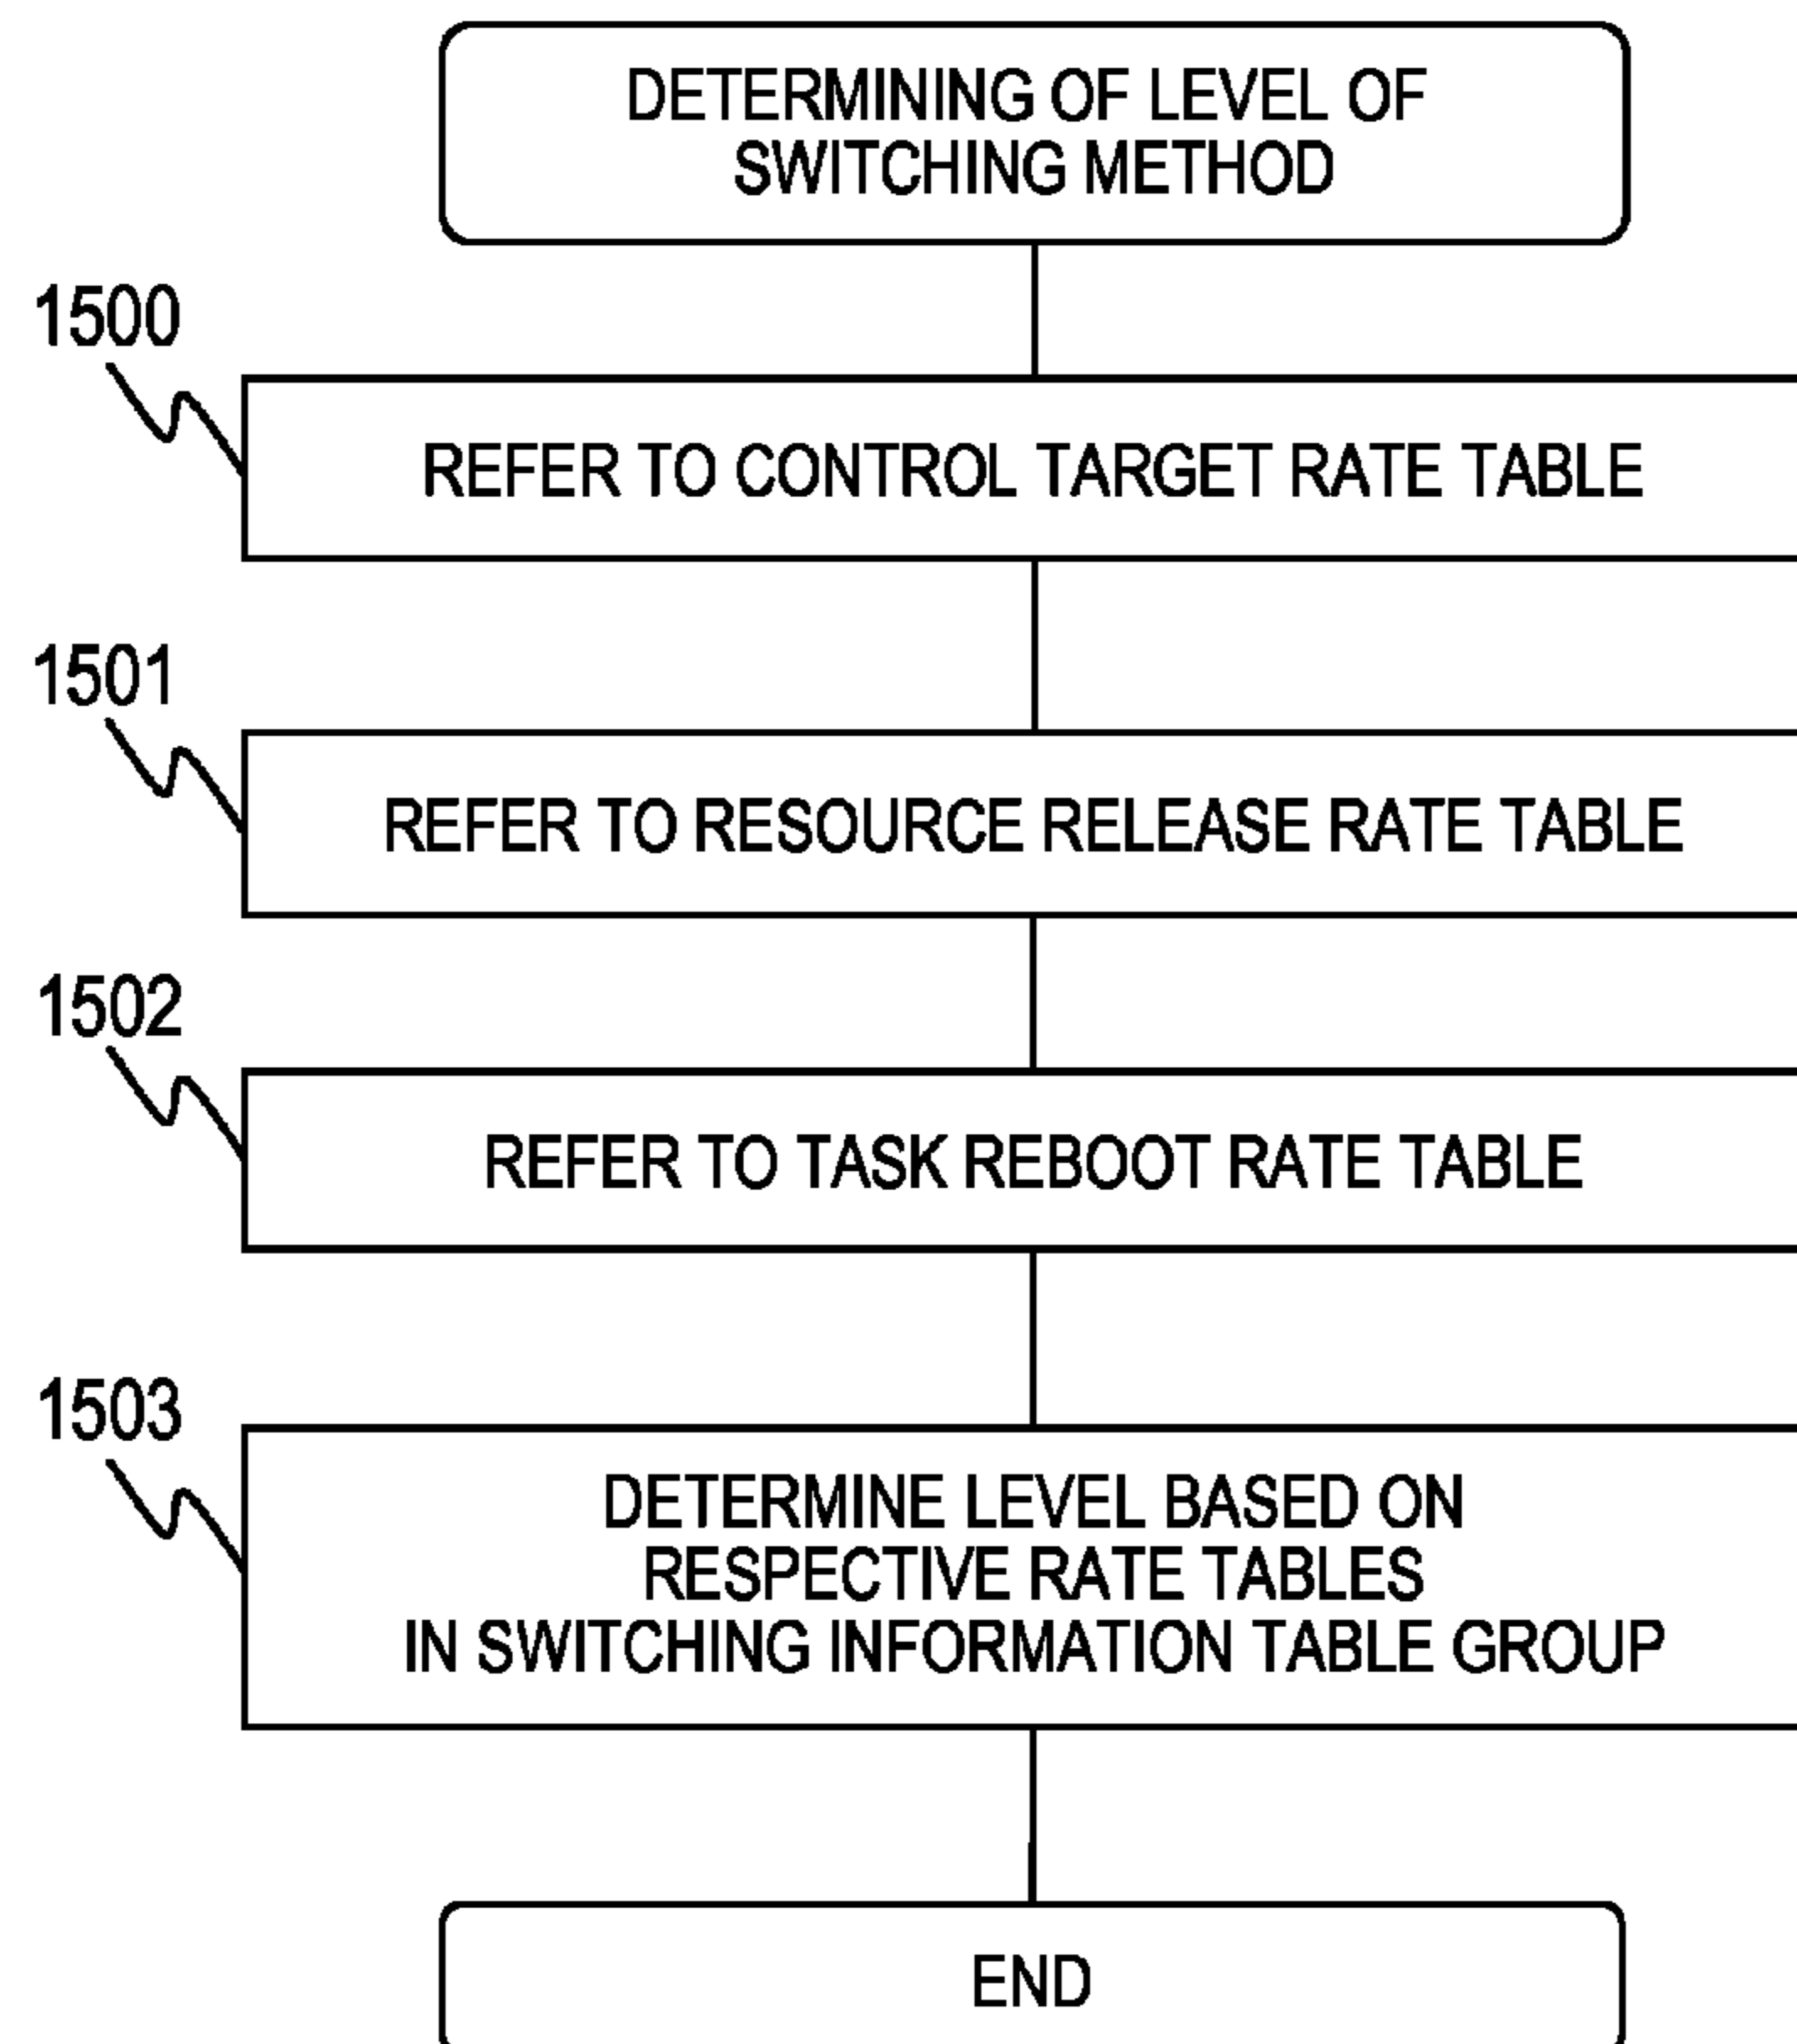 DETERMINING OF LEVEL OF
SWITCHING METHOD
1500
REFER TO CONTROL TARGET RATE TABLE
1501
REFER TO RESOURCE RELEASE RATE TABLE
1502
REFER TO TASK REBOOT RATE TABLE
1503
DETERMINE LEVEL BASED ON
RESPECTIVE RATE TABLES
IN SWITCHING INFORMATION TABLE GROUP
END